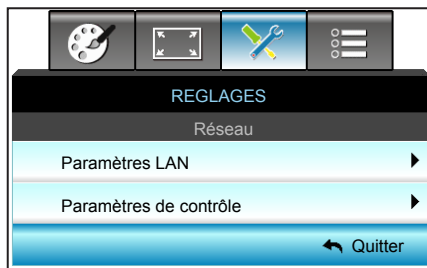 REGLAGES
Réseau
Paramètres LAN
Paramètres de contrôle
Quitter